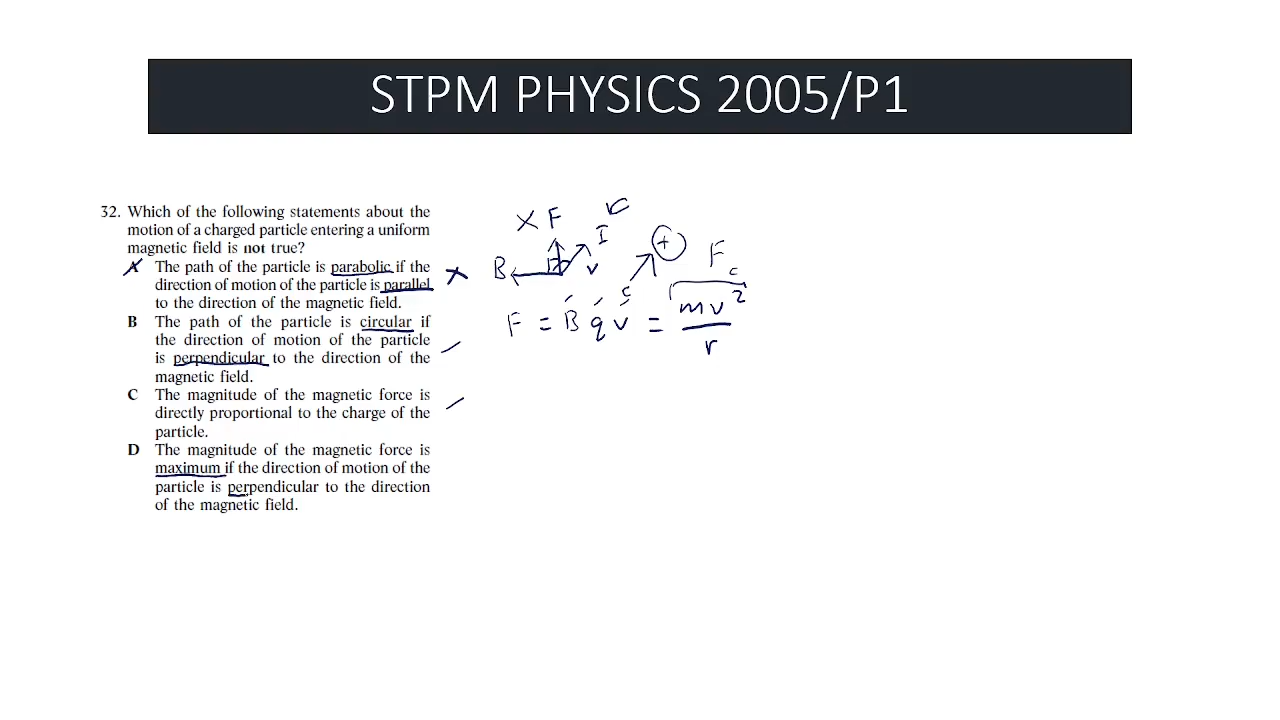 STPM PHYSICS 2005/P1
32. Which of the following statements about the
motion of a charged particle entering a uniform
magnetic field is not true?
A The path of the particle is parabolic if the
direction of motion of the particle is parallel
to the direction of the magnetic field.
B The path of the particle is circular if
the direction of motion of the particle
is perpendicular to the direction of the
magnetic field.
C The magnitude of the magnetic force is
directly proportional to the charge of the
particle.
D The magnitude of the magnetic force is
maximum if the direction of motion of the
particle is perpendicular to the direction
of the magnetic field.
F
I
B
v
+
Fc
F = Bqv = mv²
r